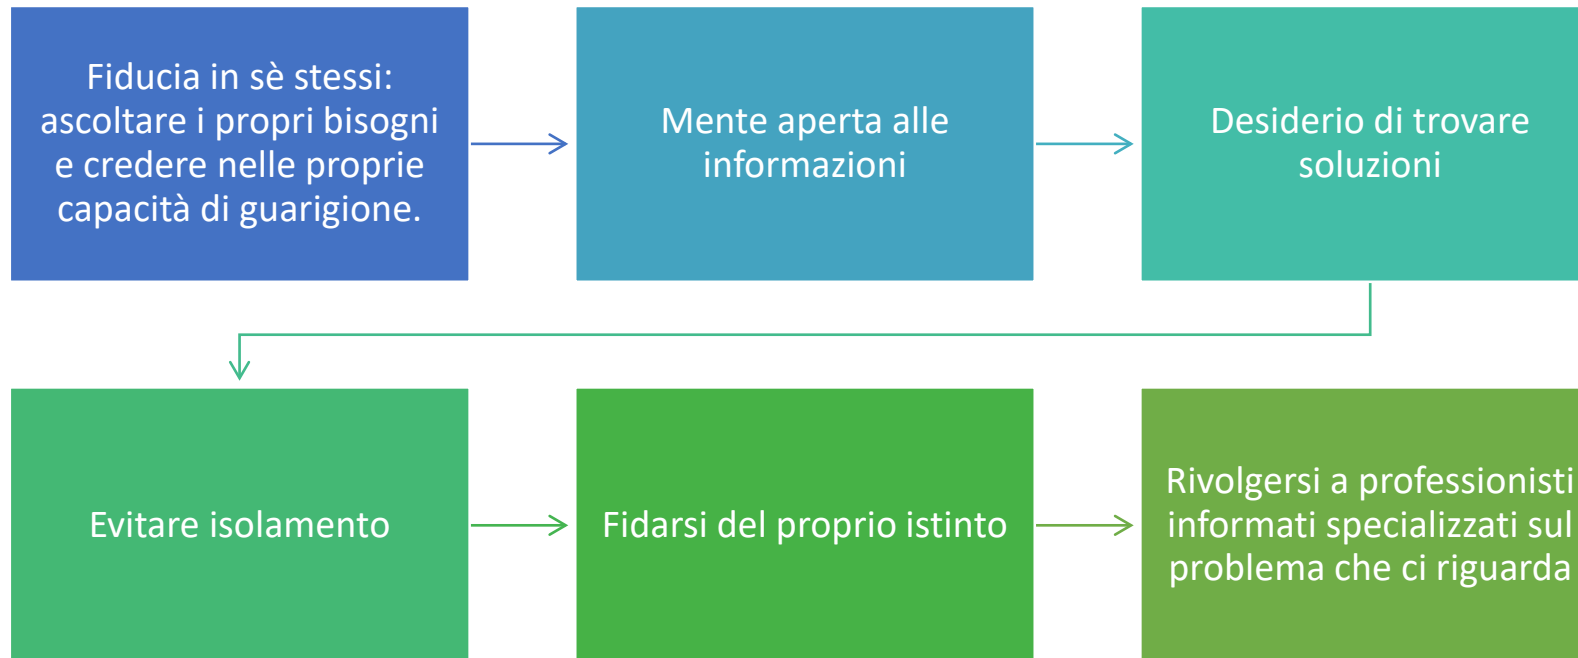 Fiducia in sè stessi:
ascoltare i propri bisogni
e credere nelle proprie
capacità di guarigione.
Mente aperta alle
informazioni
Desiderio di trovare
soluzioni
Evitare isolamento
Fidarsi del proprio istinto
Rivolgersi a professionisti
informati specializzati sul
problema che ci riguarda